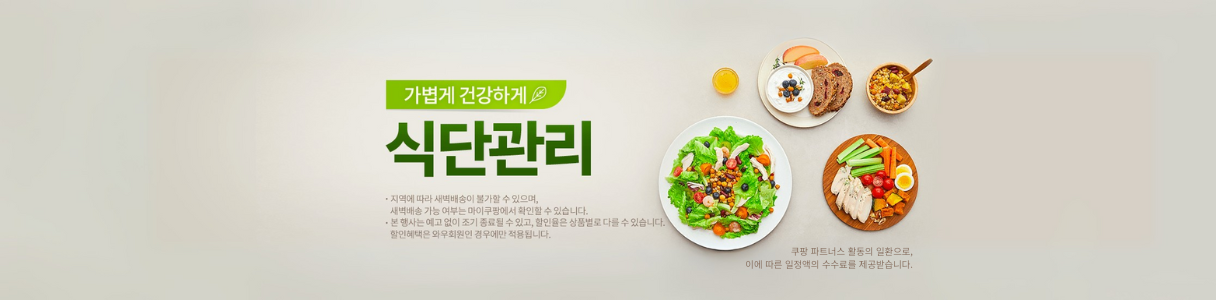 가볍게 건강하게
식단관리
· 지역에 따라 새벽배송이 불가할 수 있으며,
새벽배송 가능 여부는 마이쿠팡에서 확인할 수 있습니다.
· 본 행사는 예고 없이 조기 종료될 수 있고, 할인율은 상품별로 다를 수 있습니다.
할인혜택은 와우회원인 경우에만 적용됩니다.
쿠팡 파트너스 활동의 일환으로,
이에 따른 일정액의 수수료를 제공받습니다.